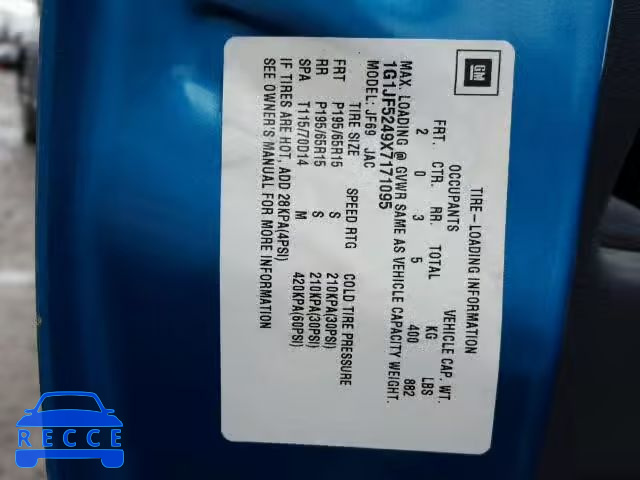 GM
TIRE-LOADING INFORMATION
OCCUPANTS VEHICLE CAP. WT.
FRT. CTR. RR. TOTAL KG LBS
2 0 3 5 400 882
MAX. LOADING @ GVWR SAME AS VEHICLE CAPACITY WEIGHT.
1G1JF5249X7171095
MODEL: JF69 JAC
TIRE SIZE SPEED RTG COLD TIRE PRESSURE
FRT P195/65R15 S 210KPA(30PSI)
RR P195/65R15 S 210KPA(30PSI)
SPA T115/70D14 M 420KPA(60PSI)
IF TIRES ARE HOT, ADD 28KPA(4PSI)
SEE OWNER'S MANUAL FOR MORE INFORMATION
RECCE